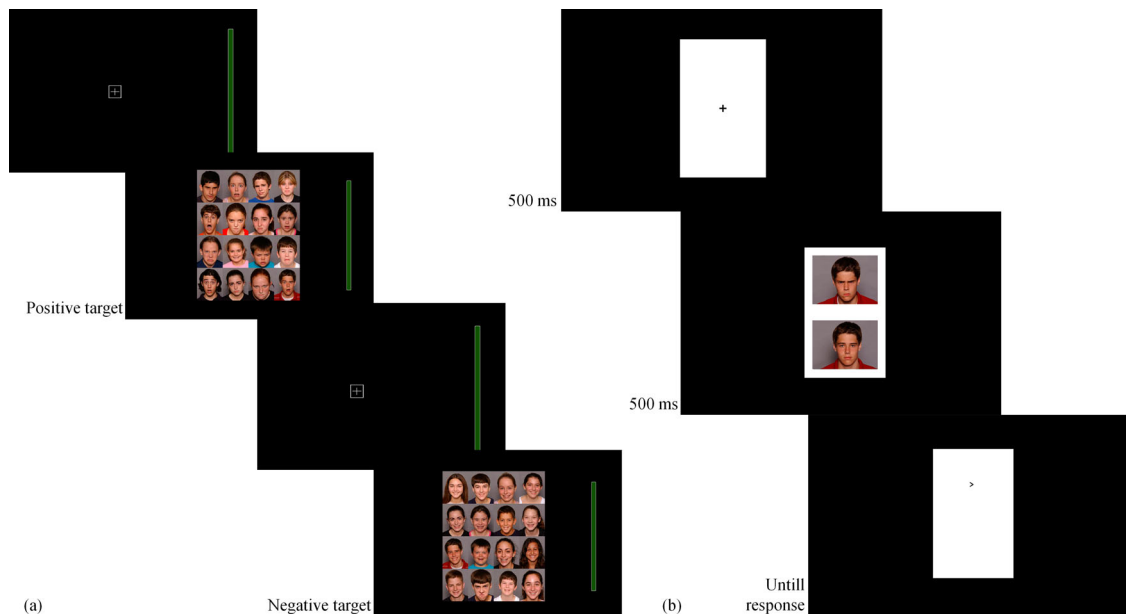 500 ms
Positive target
500 ms
>
(a)
Negative target
(b)
Untill
response